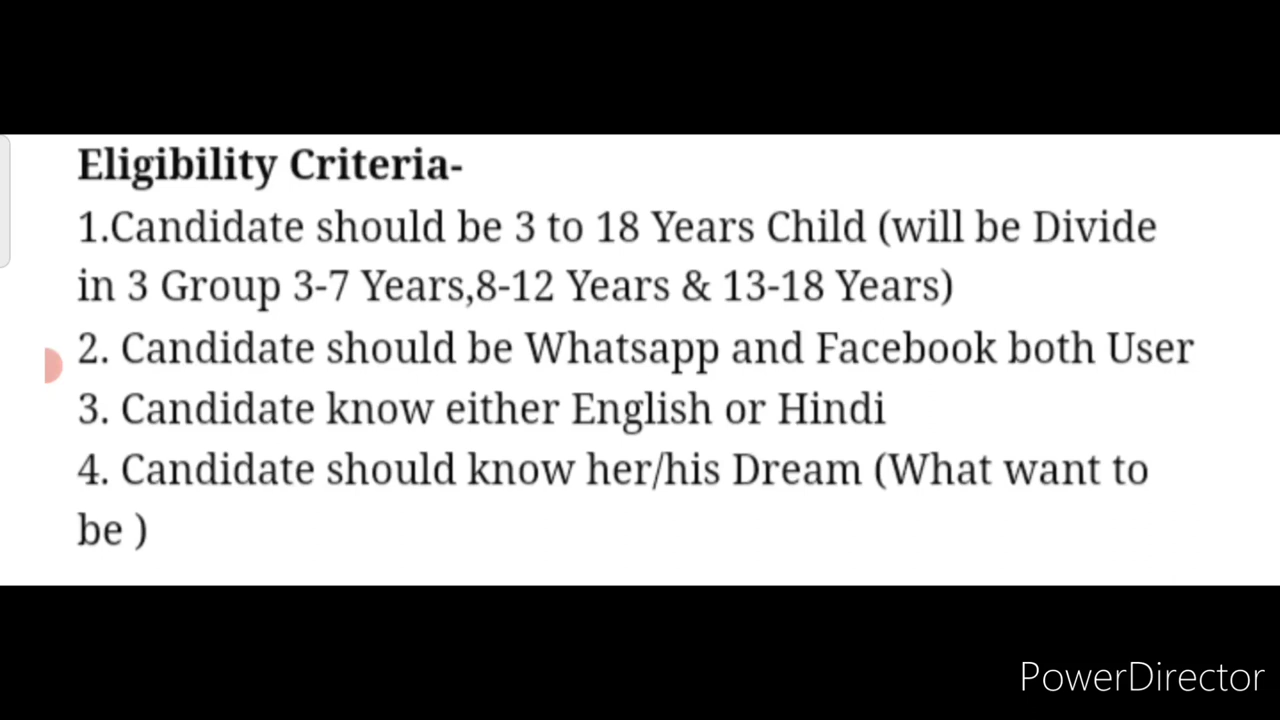 Eligibility Criteria-
1.Candidate should be 3 to 18 Years Child (will be Divide
in 3 Group 3-7 Years,8-12 Years & 13-18 Years)
2. Candidate should be Whatsapp and Facebook both User
3. Candidate know either English or Hindi
4. Candidate should know her/his Dream (What want to
be )
PowerDirector